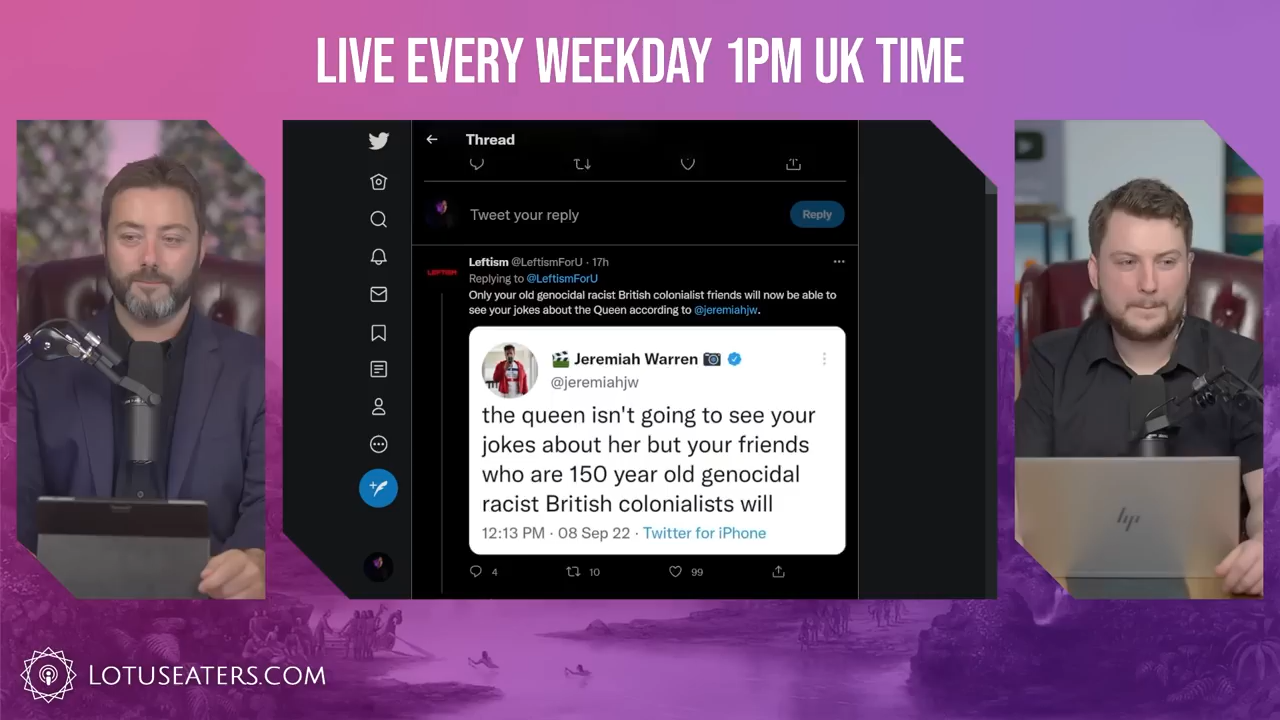 LIVE EVERY WEEKDAY 1PM UK TIME
Thread
Tweet your reply
Reply
Leftism @LeftismForU · 17h
Replying to @LeftismForU
Only your old genocidal racist British colonialist friends will now be able to
see your jokes about the Queen according to @jeremiahjw.
Jeremiah Warren
@jeremiahjw
the queen isn't going to see your
jokes about her but your friends
who are 150 year old genocidal
racist British colonialists will
12:13 PM · 08 Sep 22 · Twitter for iPhone
4 10 99
hp
LOTUSEATERS.COM